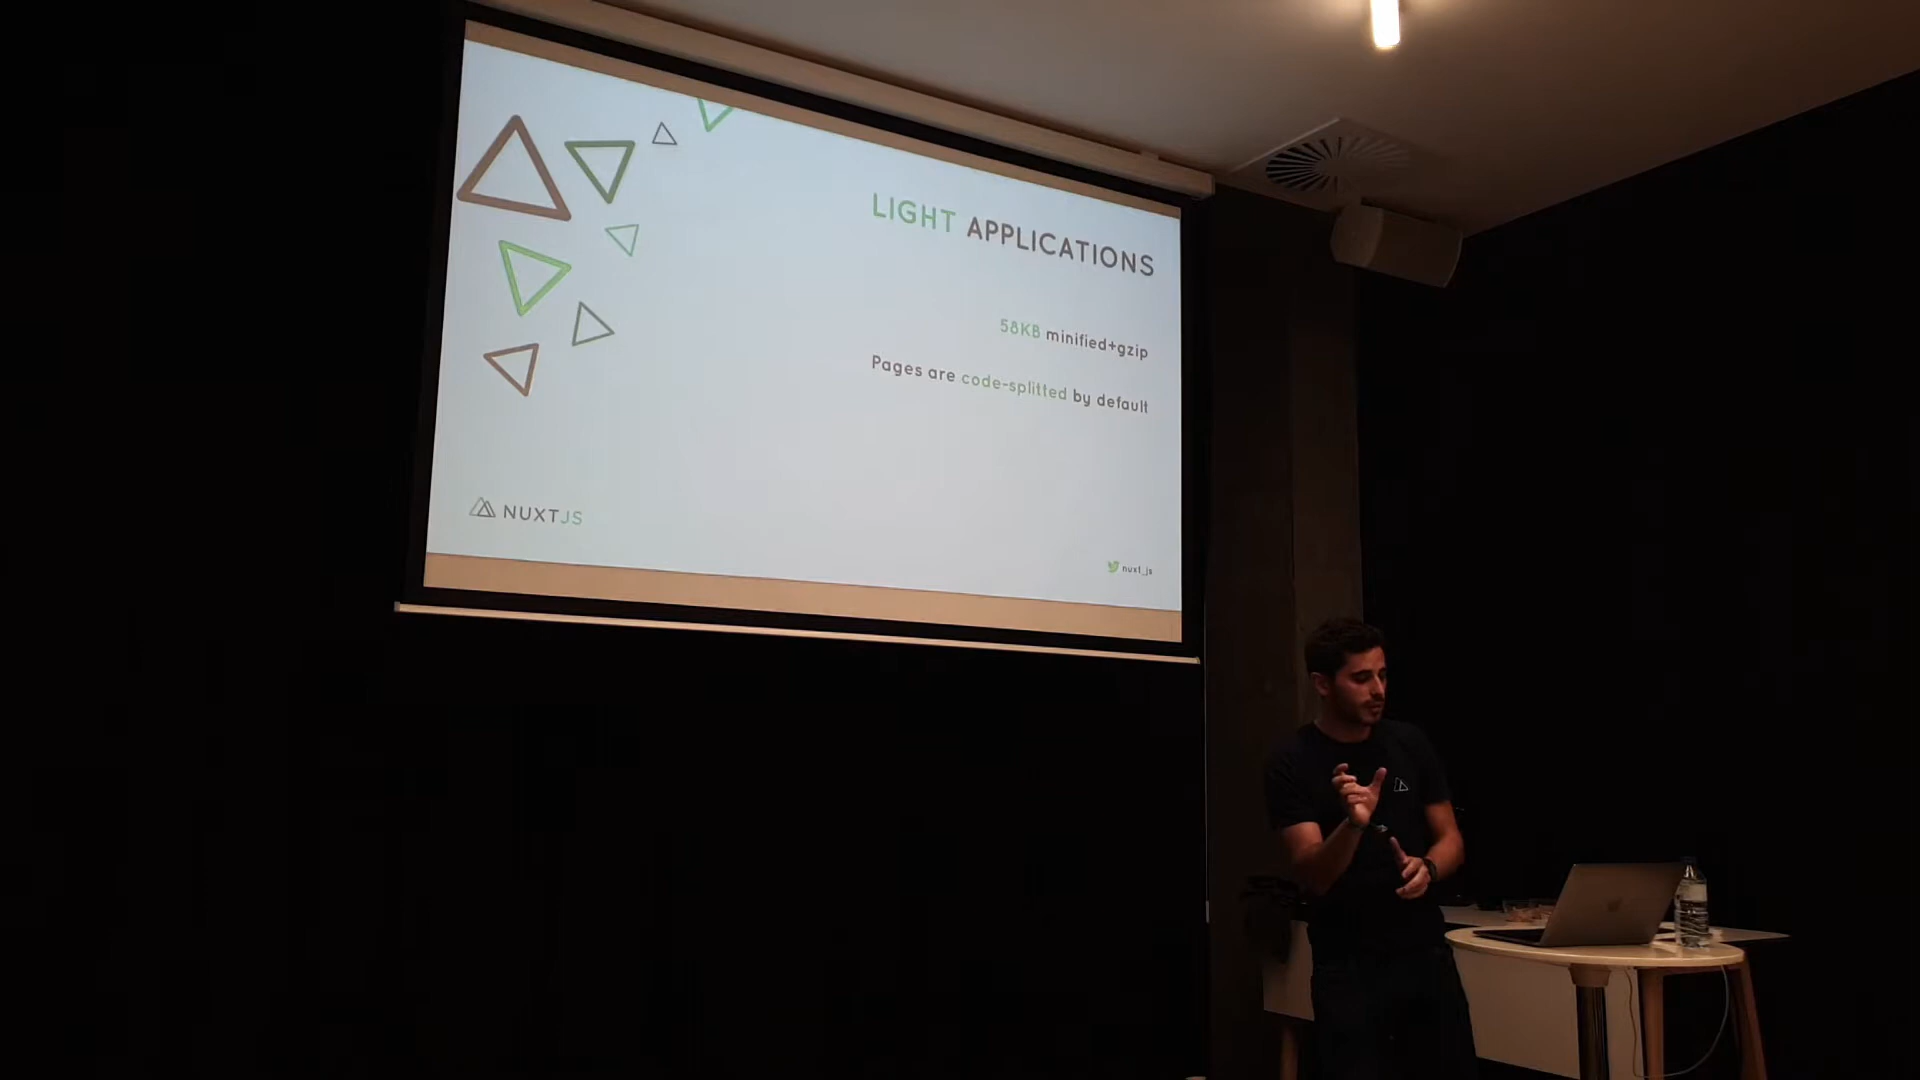 LIGHT APPLICATIONS
58KB minified+gzip
Pages are code-splitted by default
NUXTJS
nuxt_js